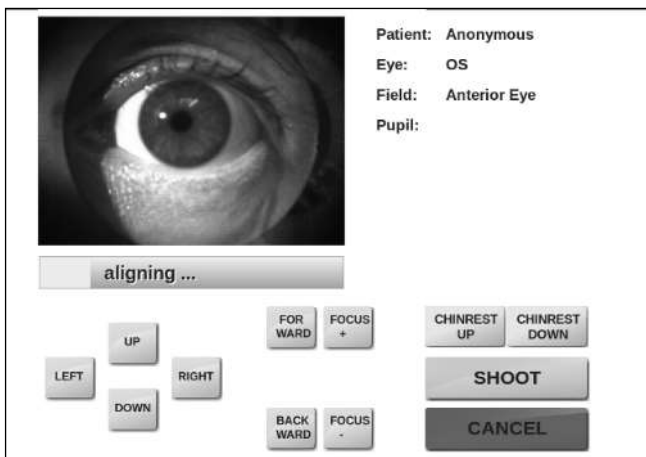 Patient: Anonymous
Eye: OS
Field: Anterior Eye
Pupil:
aligning ...
UP
LEFT
RIGHT
DOWN
FOR
WARD
FOCUS
+
BACK
WARD
FOCUS
-
CHINREST
UP
CHINREST
DOWN
SHOOT
CANCEL